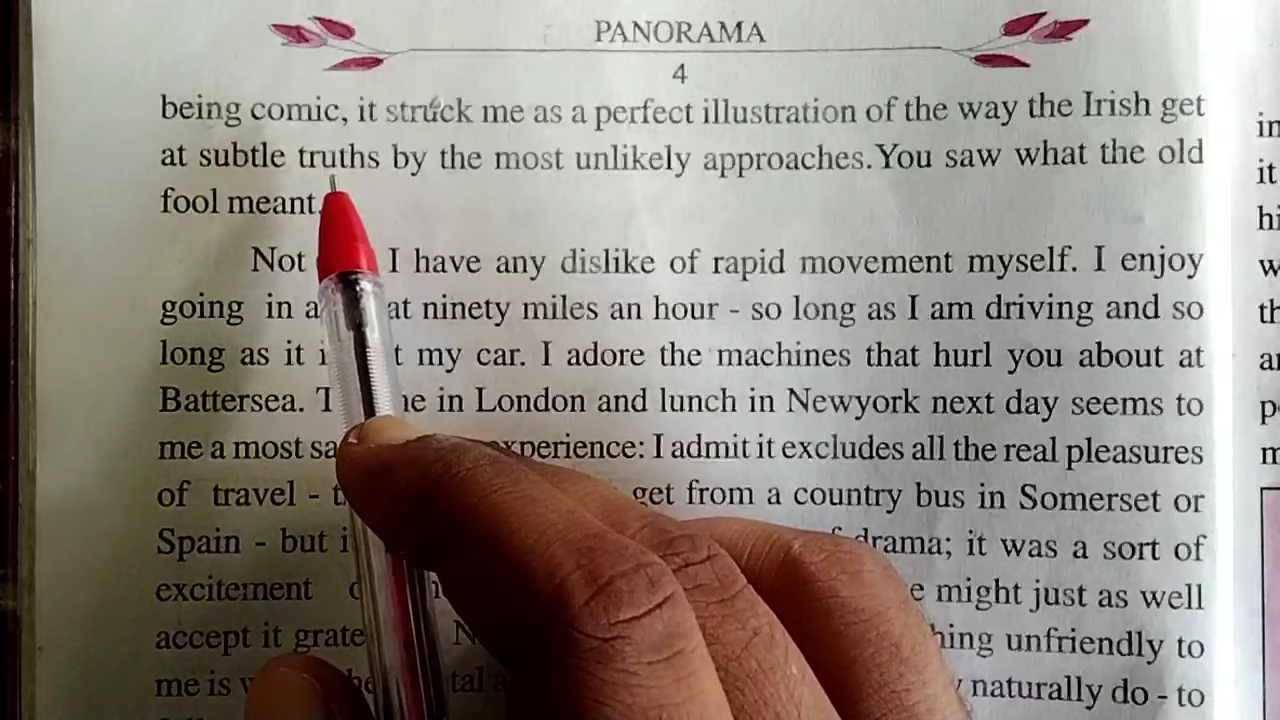 PANORAMA
4
being comic, it struck me as a perfect illustration of the way the Irish get
at subtle truths by the most unlikely approaches. You saw what the old
fool meant.
Not I have any dislike of rapid movement myself. I enjoy
going in a at ninety miles an hour - so long as I am driving and so
long as it my car. I adore the machines that hurl you about at
Battersea. in London and lunch in Newyork next day seems to
me a most experience: I admit it excludes all the real pleasures
of travel - get from a country bus in Somerset or
Spain - but drama; it was a sort of
excitement might just as well
accept it unfriendly to
me is naturally do - to
in
it